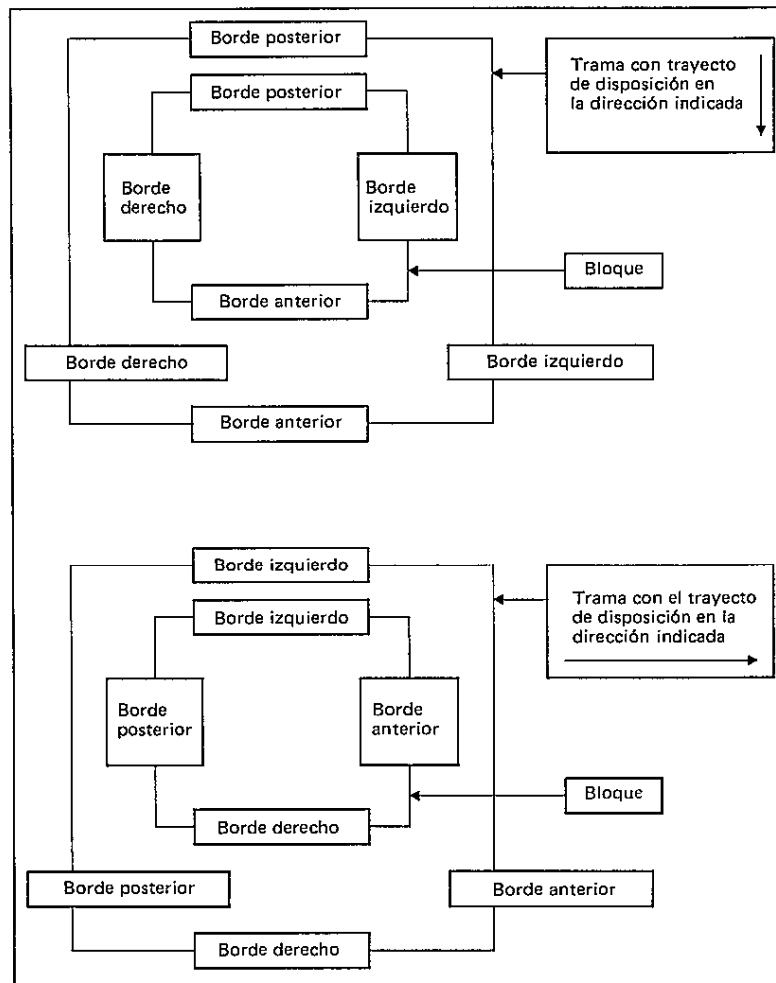 Borde posterior
Trama con trayecto
de disposición en
la dirección indicada
Borde posterior
Borde
derecho
Borde
izquierdo
Bloque
Borde anterior
Borde derecho
Borde izquierdo
Borde anterior
Borde izquierdo
Trama con el trayecto
de disposición en la
dirección indicada
Borde izquierdo
Borde
posterior
Borde
anterior
Bloque
Borde derecho
Borde posterior
Borde anterior
Borde derecho